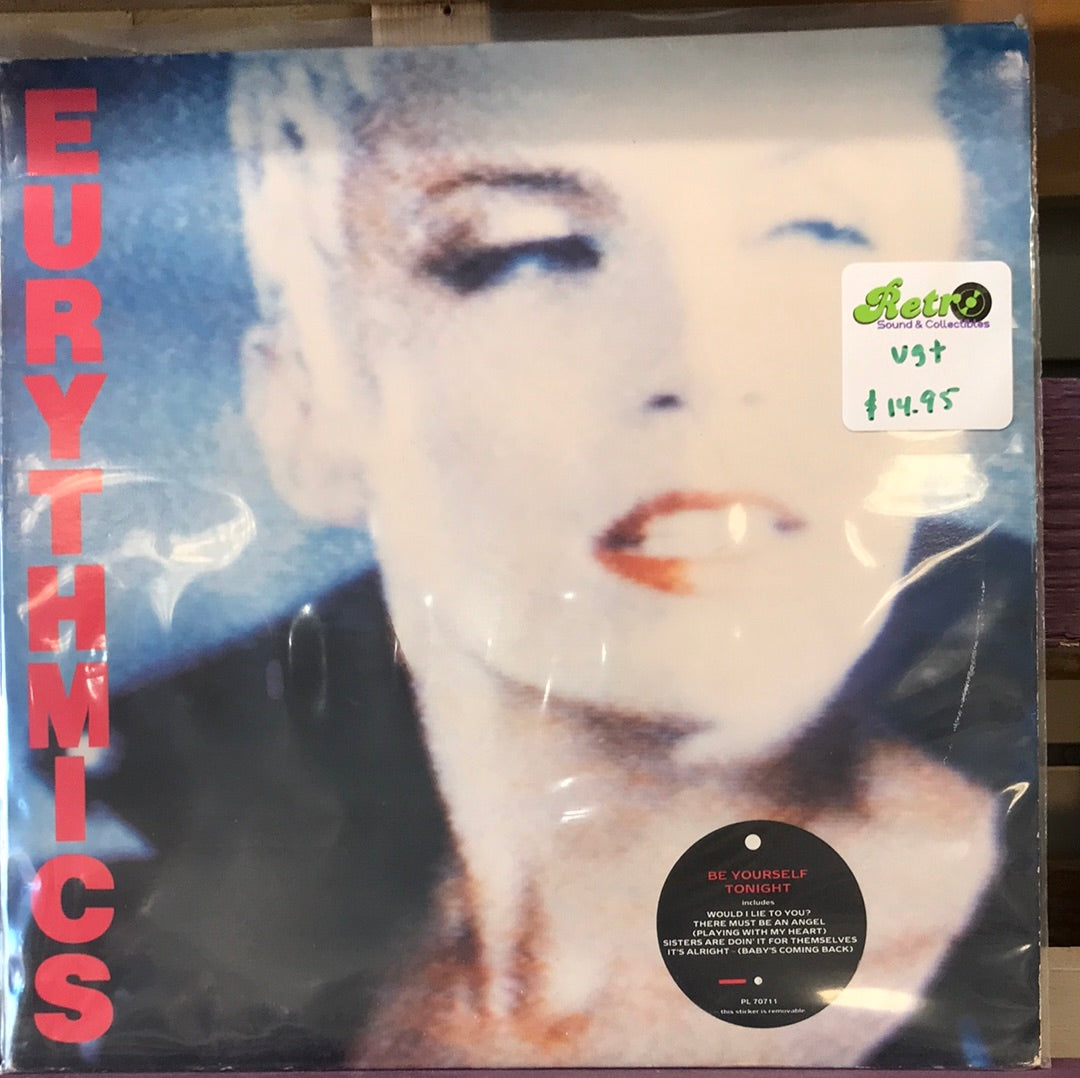 EURYTHMICS
Retro
Sound & Collectibles
vg+
$14.95
BE YOURSELF
TONIGHT
includes
WOULD I LIE TO YOU?
THERE MUST BE AN ANGEL
(PLAYING WITH MY HEART)
SISTERS ARE DOIN' IT FOR THEMSELVES
IT'S ALRIGHT – (BABY'S COMING BACK)
PL 70711
this sticker is removable